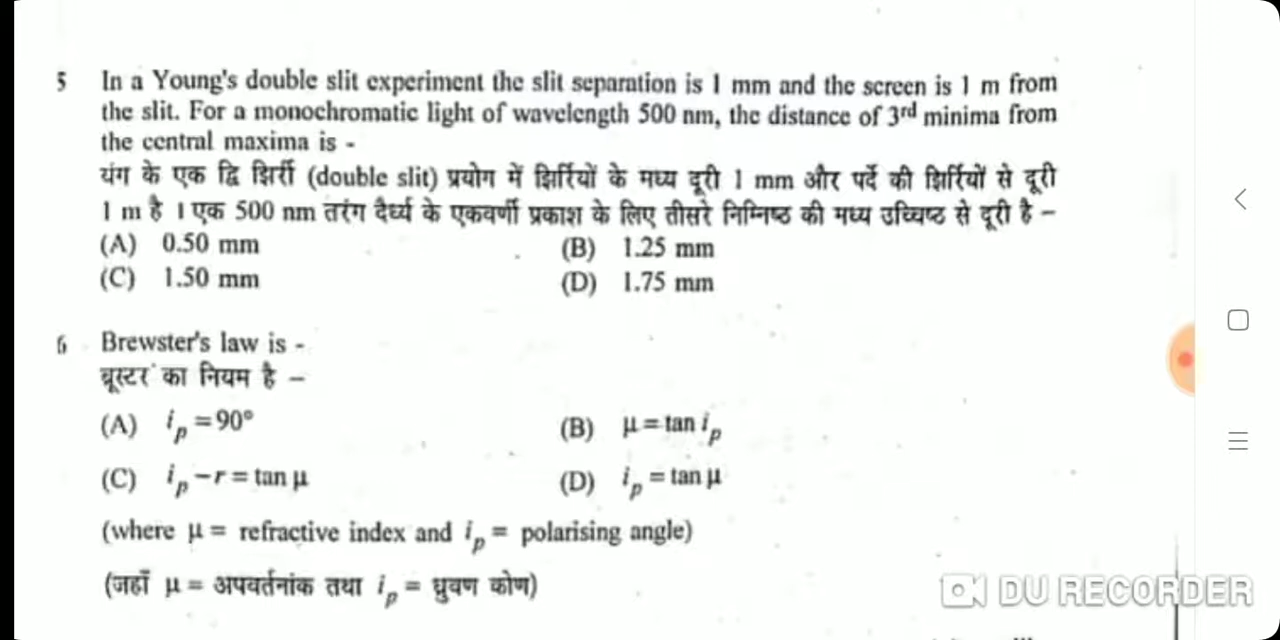 5 In a Young's double slit experiment the slit separation is 1 mm and the screen is 1 m from
the slit. For a monochromatic light of wavelength 500 nm, the distance of 3rd minima from
the central maxima is -
यंग के एक द्वि झिर्री (double slit) प्रयोग में झिर्रियों के मध्य दूरी 1 mm और पर्दे की झिर्रियों से दूरी
1 m है । एक 500 nm तरंग दैर्ध्य के एकवर्णी प्रकाश के लिए तीसरे निम्निष्ठ की मध्य उच्चिष्ट से दूरी है –
(A) 0.50 mm (B) 1.25 mm
(C) 1.50 mm (D) 1.75 mm
6 Brewster's law is -
ब्रूस्टर का नियम है –
(A) ip = 90° (B) μ = tan ip
(C) ip – r = tan μ (D) ip = tan μ
(where μ = refractive index and ip = polarising angle)
(जहाँ μ = अपवर्तनांक तथा ip = ध्रुवण कोण)
DU RECORDER